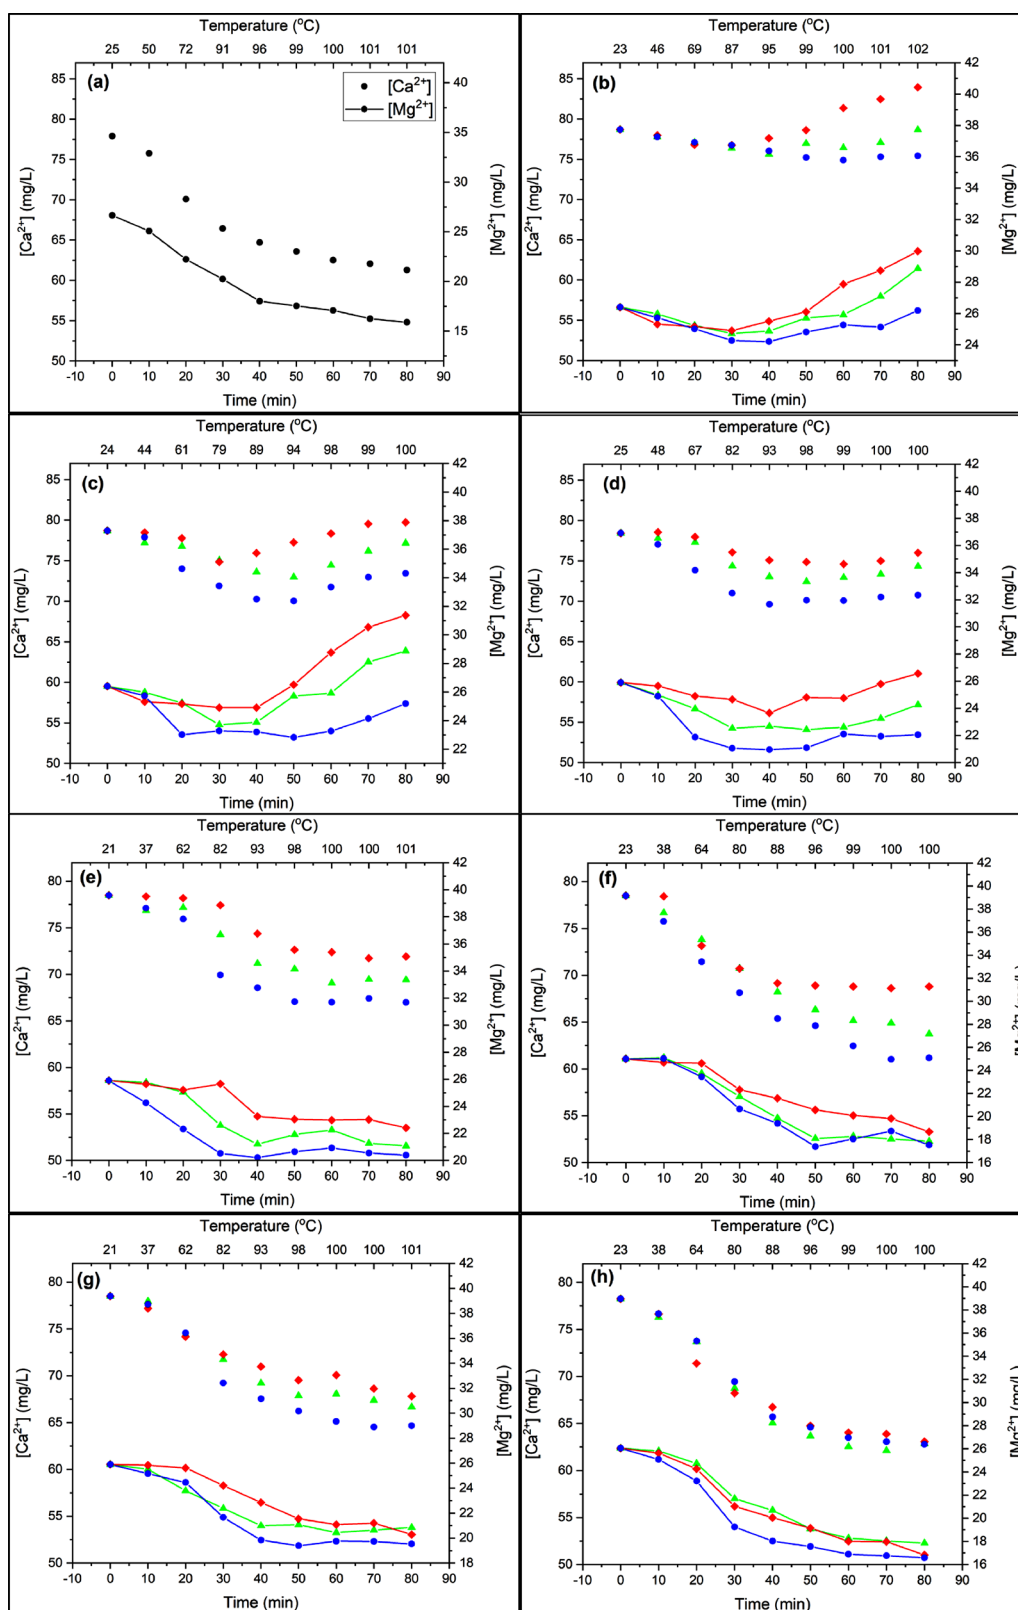 Temperature (°C)
25 50 72 91 96 99 100 101 101
(a)
[Ca²⁺]
[Mg²⁺]
85 80 75 70 65 60 55 50
40 35 30 25 20 15
[Ca²⁺] (mg/L)
[Mg²⁺] (mg/L)
-10 0 10 20 30 40 50 60 70 80 90
Time (min)
Temperature (°C)
23 46 69 87 95 99 100 101 102
(b)
85 80 75 70 65 60 55 50
42 40 38 36 34 32 30 28 26 24
[Ca²⁺] (mg/L)
[Mg²⁺] (mg/L)
-10 0 10 20 30 40 50 60 70 80 90
Time (min)
Temperature (°C)
24 44 61 79 89 94 98 99 100
(c)
85 80 75 70 65 60 55 50
42 40 38 36 34 32 30 28 26 24 22
[Ca²⁺] (mg/L)
[Mg²⁺] (mg/L)
-10 0 10 20 30 40 50 60 70 80 90
Time (min)
Temperature (°C)
25 48 67 82 93 98 99 100 100
(d)
85 80 75 70 65 60 55 50
42 40 38 36 34 32 30 28 26 24 22 20
[Ca²⁺] (mg/L)
[Mg²⁺] (mg/L)
-10 0 10 20 30 40 50 60 70 80 90
Time (min)
Temperature (°C)
21 37 62 82 93 98 100 100 101
(e)
80 75 70 65 60 55 50
42 40 38 36 34 32 30 28 26 24 22 20
[Ca²⁺] (mg/L)
[Mg²⁺] (mg/L)
-10 0 10 20 30 40 50 60 70 80 90
Time (min)
Temperature (°C)
23 38 64 80 88 96 99 100 100
(f)
80 75 70 65 60 55 50
42 40 38 36 34 32 30 28 26 24 22 20 18 16
[Ca²⁺] (mg/L)
(mg/L)
-10 0 10 20 30 40 50 60 70 80 90
Time (min)
Temperature (°C)
21 37 62 82 93 98 100 100 101
(g)
80 75 70 65 60 55 50
42 40 38 36 34 32 30 28 26 24 22 20 18
[Ca²⁺] (mg/L)
[Mg²⁺] (mg/L)
-10 0 10 20 30 40 50 60 70 80 90
Time (min)
Temperature (°C)
23 38 64 80 88 96 99 100 100
(h)
80 75 70 65 60 55 50
42 40 38 36 34 32 30 28 26 24 22 20 18 16
[Ca²⁺] (mg/L)
[Mg²⁺] (mg/L)
-10 0 10 20 30 40 50 60 70 80 90
Time (min)